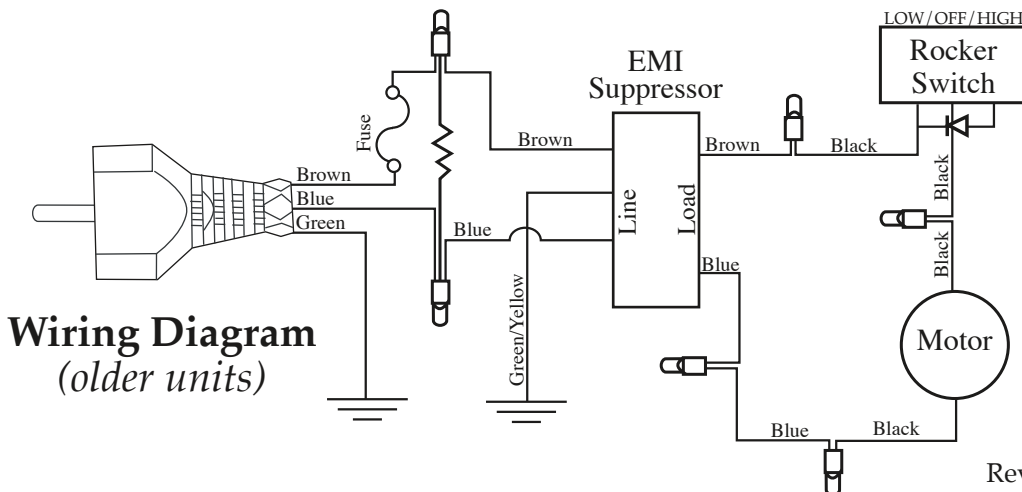 LOW/OFF/HIGH
Rocker
Switch
EMI
Suppressor
Fuse
Brown
Brown
Black
Brown
Blue
Green
Black
Line
Load
Blue
Black
Blue
Green/Yellow
Motor
Wiring Diagram
(older units)
Blue
Black
Rev